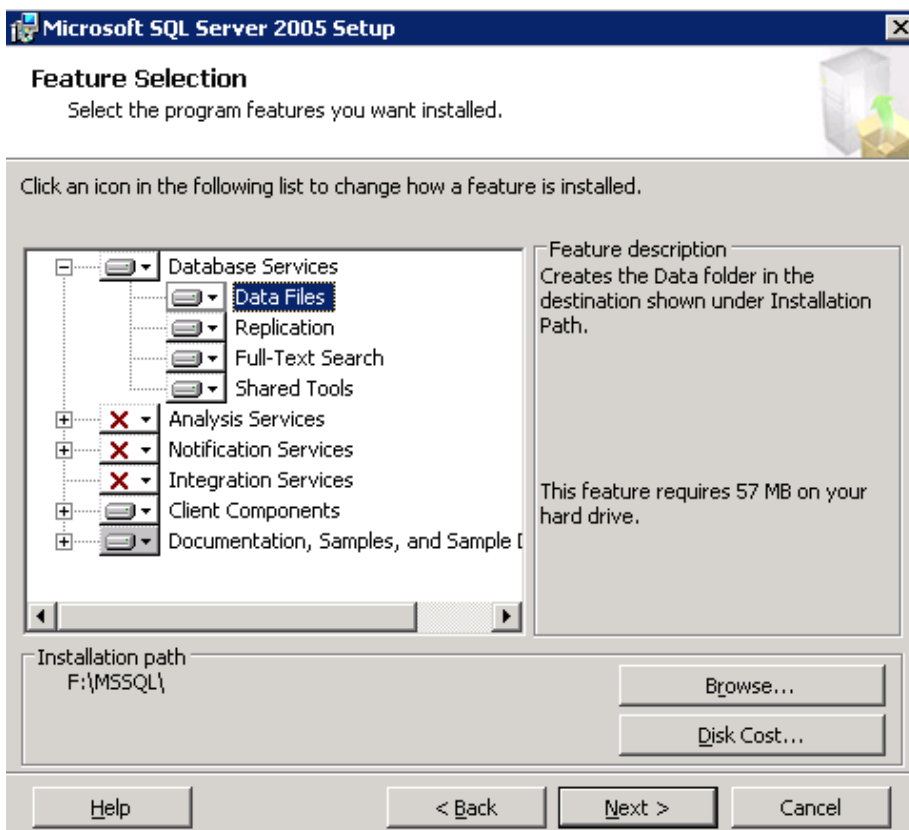 Microsoft SQL Server 2005 Setup
Feature Selection
Select the program features you want installed.
Click an icon in the following list to change how a feature is installed.
Database Services
Data Files
Replication
Full-Text Search
Shared Tools
Analysis Services
Notification Services
Integration Services
Client Components
Documentation, Samples, and Sample D
Feature description
Creates the Data folder in the
destination shown under Installation
Path.
This feature requires 57 MB on your
hard drive.
Installation path
F:\MSSQL\
Browse...
Disk Cost...
Help
< Back
Next >
Cancel